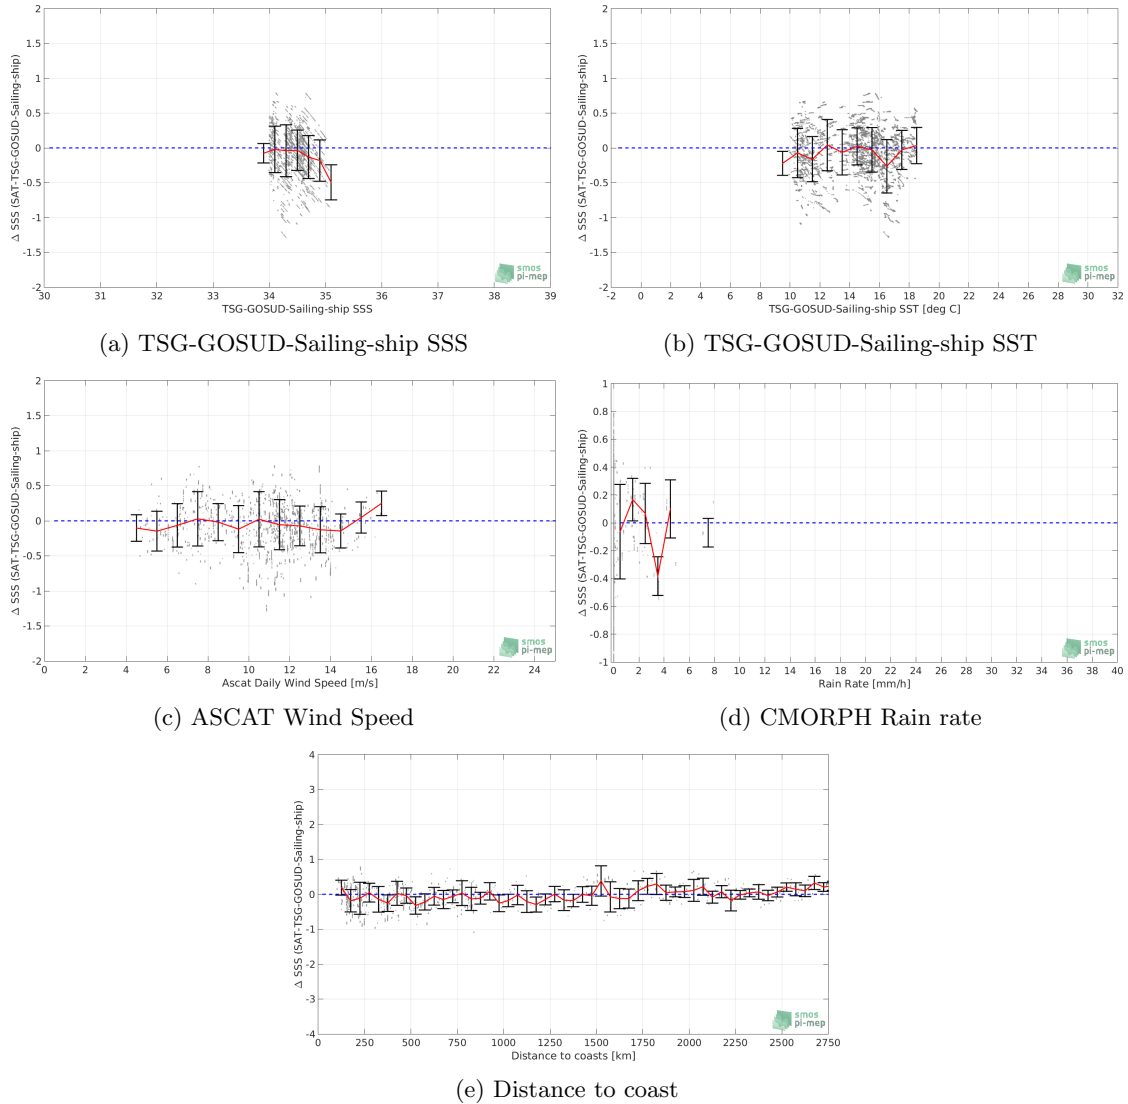 2
1.5
1
0.5
0
-0.5
-1
-1.5
-2
Δ SSS (SAT-TSG-GOSUD-Sailing-ship)
30 31 32 33 34 35 36 37 38 39
TSG-GOSUD-Sailing-ship SSS
smos
pi-mep
(a) TSG-GOSUD-Sailing-ship SSS
2
1.5
1
0.5
0
-0.5
-1
-1.5
-2
Δ SSS (SAT-TSG-GOSUD-Sailing-ship)
-2 0 2 4 6 8 10 12 14 16 18 20 22 24 26 28 30 32
TSG-GOSUD-Sailing-ship SST [deg C]
smos
pi-mep
(b) TSG-GOSUD-Sailing-ship SST
2
1.5
1
0.5
0
-0.5
-1
-1.5
-2
Δ SSS (SAT-TSG-GOSUD-Sailing-ship)
0 2 4 6 8 10 12 14 16 18 20 22 24
Ascat Daily Wind Speed [m/s]
smos
pi-mep
(c) ASCAT Wind Speed
1
0.8
0.6
0.4
0.2
0
-0.2
-0.4
-0.6
-0.8
-1
Δ SSS (SAT-TSG-GOSUD-Sailing-ship)
0 2 4 6 8 10 12 14 16 18 20 22 24 26 28 30 32 34 36 38 40
Rain Rate [mm/h]
smos
pi-mep
(d) CMORPH Rain rate
4
3
2
1
0
-1
-2
-3
-4
Δ SSS (SAT-TSG-GOSUD-Sailing-ship)
0 250 500 750 1000 1250 1500 1750 2000 2250 2500 2750
Distance to coasts [km]
smos
pi-mep
(e) Distance to coast